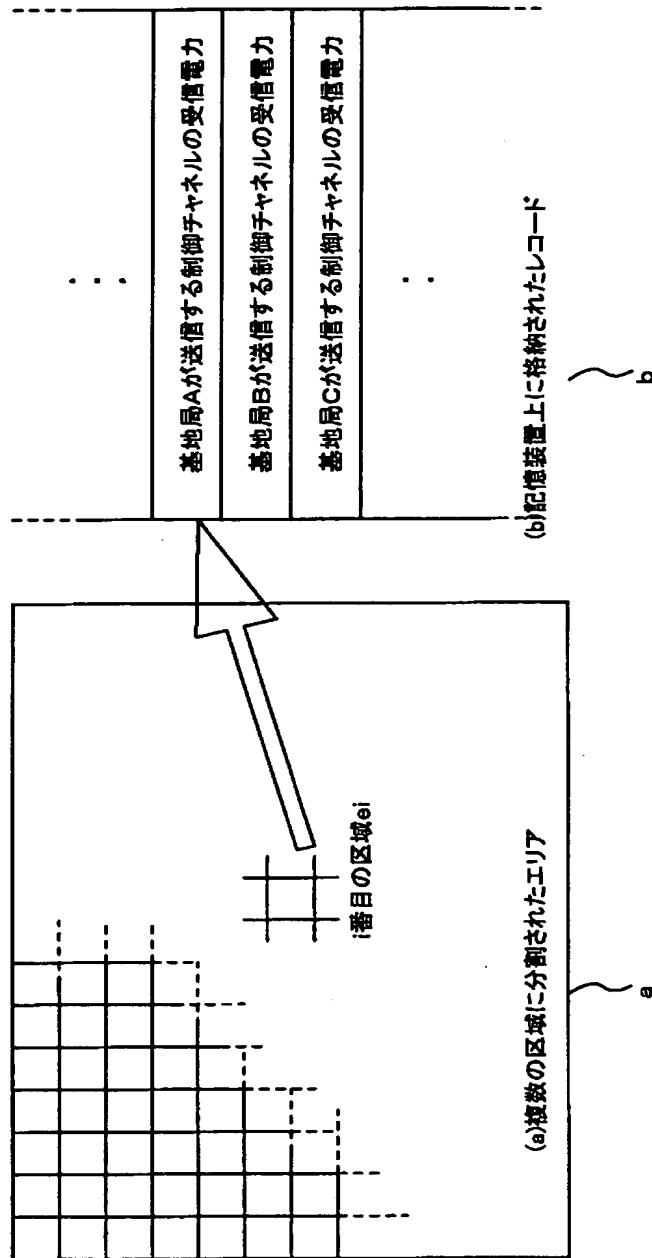 i番目の区域ei
(a)複数の区域に分割されたエリア
a
基地局Aが送信する制御チャネルの受信電力
基地局Bが送信する制御チャネルの受信電力
基地局Cが送信する制御チャネルの受信電力
(b)記憶装置上に格納されたレコード
b